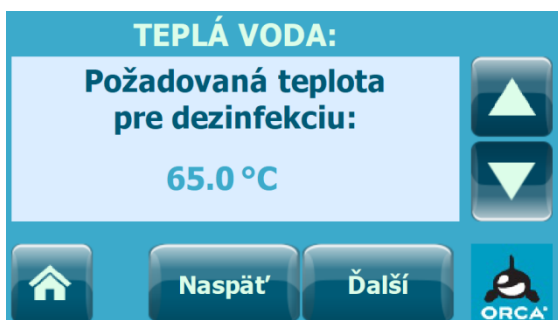 TEPLÁ VODA:
Požadovaná teplota
pre dezinfekciu:
65.0 °C
Naspäť Ďalší
ORCA